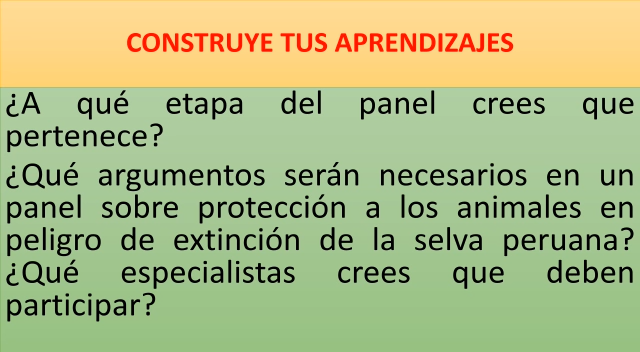 CONSTRUYE TUS APRENDIZAJES
¿A qué etapa del panel crees que
pertenece?
¿Qué argumentos serán necesarios en un
panel sobre protección a los animales en
peligro de extinción de la selva peruana?
¿Qué especialistas crees que deben
participar?